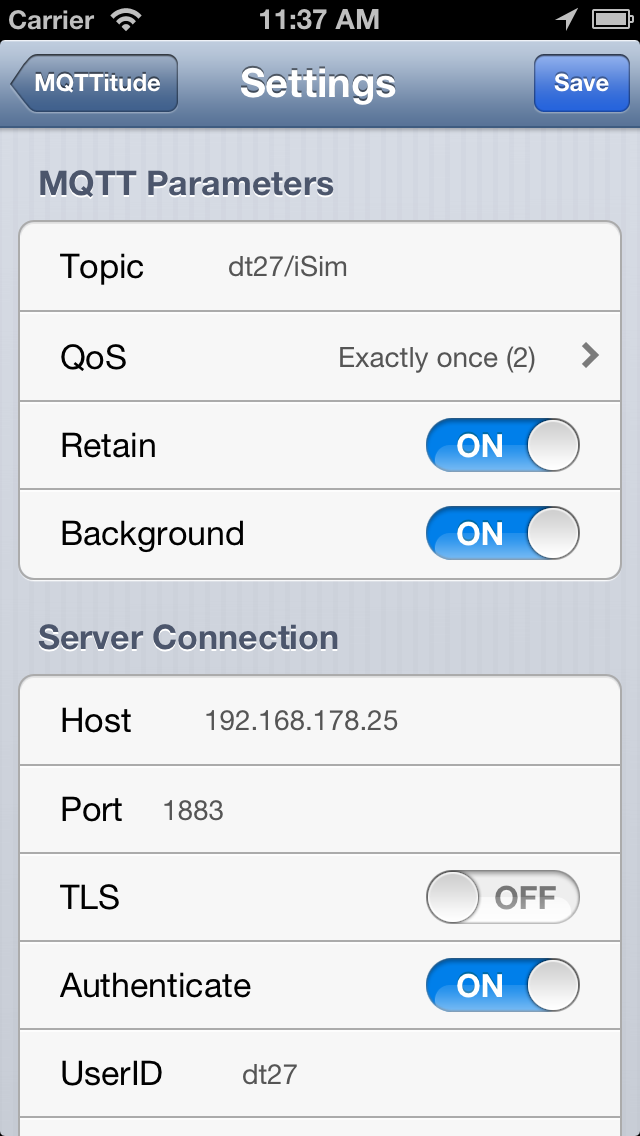 Carrier 11:37 AM
MQTTitude Settings Save
MQTT Parameters
Topic dt27/iSim
QoS Exactly once (2)
Retain ON
Background ON
Server Connection
Host 192.168.178.25
Port 1883
TLS OFF
Authenticate ON
UserID dt27